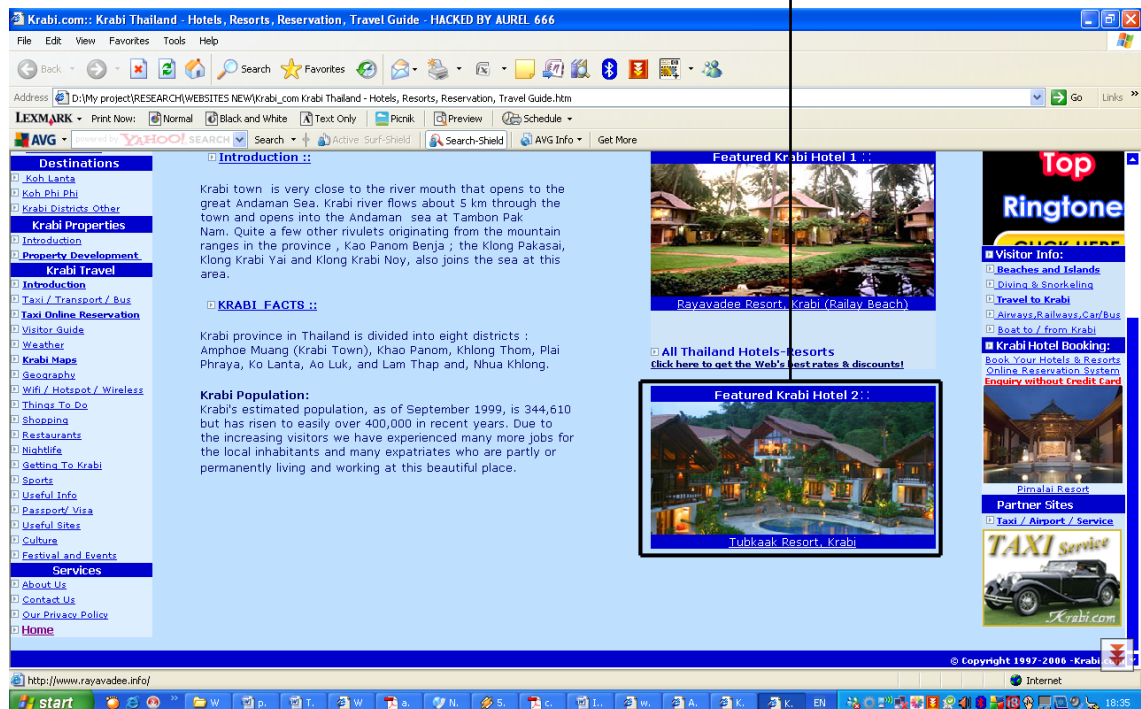 Krabi.com:: Krabi Thailand - Hotels, Resorts, Reservation, Travel Guide - HACKED BY AUREL 666
File Edit View Favorites Tools Help
Back Search Favorites
Address D:\My project\RESEARCH\WEBSITES NEW\Krabi_com Krabi Thailand - Hotels, Resorts, Reservation, Travel Guide.htm Go Links »
LEXMARK Print Now: Normal Black and White Text Only Picnik Preview Schedule
AVG YAHOO! SEARCH Search Active Surf-Shield Search-Shield AVG Info Get More
Destinations
Koh Lanta
Koh Phi Phi
Krabi Districts Other
Krabi Properties
Introduction
Property Development
Krabi Travel
Introduction
Taxi / Transport / Bus
Taxi Online Reservation
Visitor Guide
Weather
Krabi Maps
Geography
Wifi / Hotspot / Wireless
Things To Do
Shopping
Restaurants
Nightlife
Getting To Krabi
Sports
Useful Info
Passport/ Visa
Useful Sites
Culture
Festival and Events
Services
About Us
Contact Us
Our Privacy Policy
Home
Introduction ::
Krabi town is very close to the river mouth that opens to the
great Andaman Sea. Krabi river flows about 5 km through the
town and opens into the Andaman sea at Tambon Pak
Nam. Quite a few other rivulets originating from the mountain
ranges in the province , Kao Panom Benja ; the Klong Pakasai,
Klong Krabi Yai and Klong Krabi Noy, also joins the sea at this
area.
KRABI FACTS ::
Krabi province in Thailand is divided into eight districts :
Amphoe Muang (Krabi Town), Khao Panom, Khlong Thom, Plai
Phraya, Ko Lanta, Ao Luk, and Lam Thap and, Nhua Khlong.
Krabi Population:
Krabi's estimated population, as of September 1999, is 344,610
but has risen to easily over 400,000 in recent years. Due to
the increasing visitors we have experienced many more jobs for
the local inhabitants and many expatriates who are partly or
permanently living and working at this beautiful place.
Featured Krabi Hotel 1 ::
Rayavadee Resort, Krabi (Railay Beach)
All Thailand Hotels-Resorts
Click here to get the Web's best rates & discounts!
Featured Krabi Hotel 2::
Tubkaak Resort, Krabi
Top
Ringtone
Visitor Info:
Beaches and Islands
Diving & Snorkeling
Travel to Krabi
Airways,Railways,Car/Bus
Boat to / from Krabi
Krabi Hotel Booking:
Book Your Hotels & Resorts
Online Reservation System
Enquiry without Credit Card
Pimalai Resort
Partner Sites
Taxi / Airport / Service
TAXI Service
Krabi.com
© Copyright 1997-2006 -Krabi
http://www.rayavadee.info/ Internet
start » W p. T. W a. N. 5. c. I.. w. A. K. K. EN 18:35